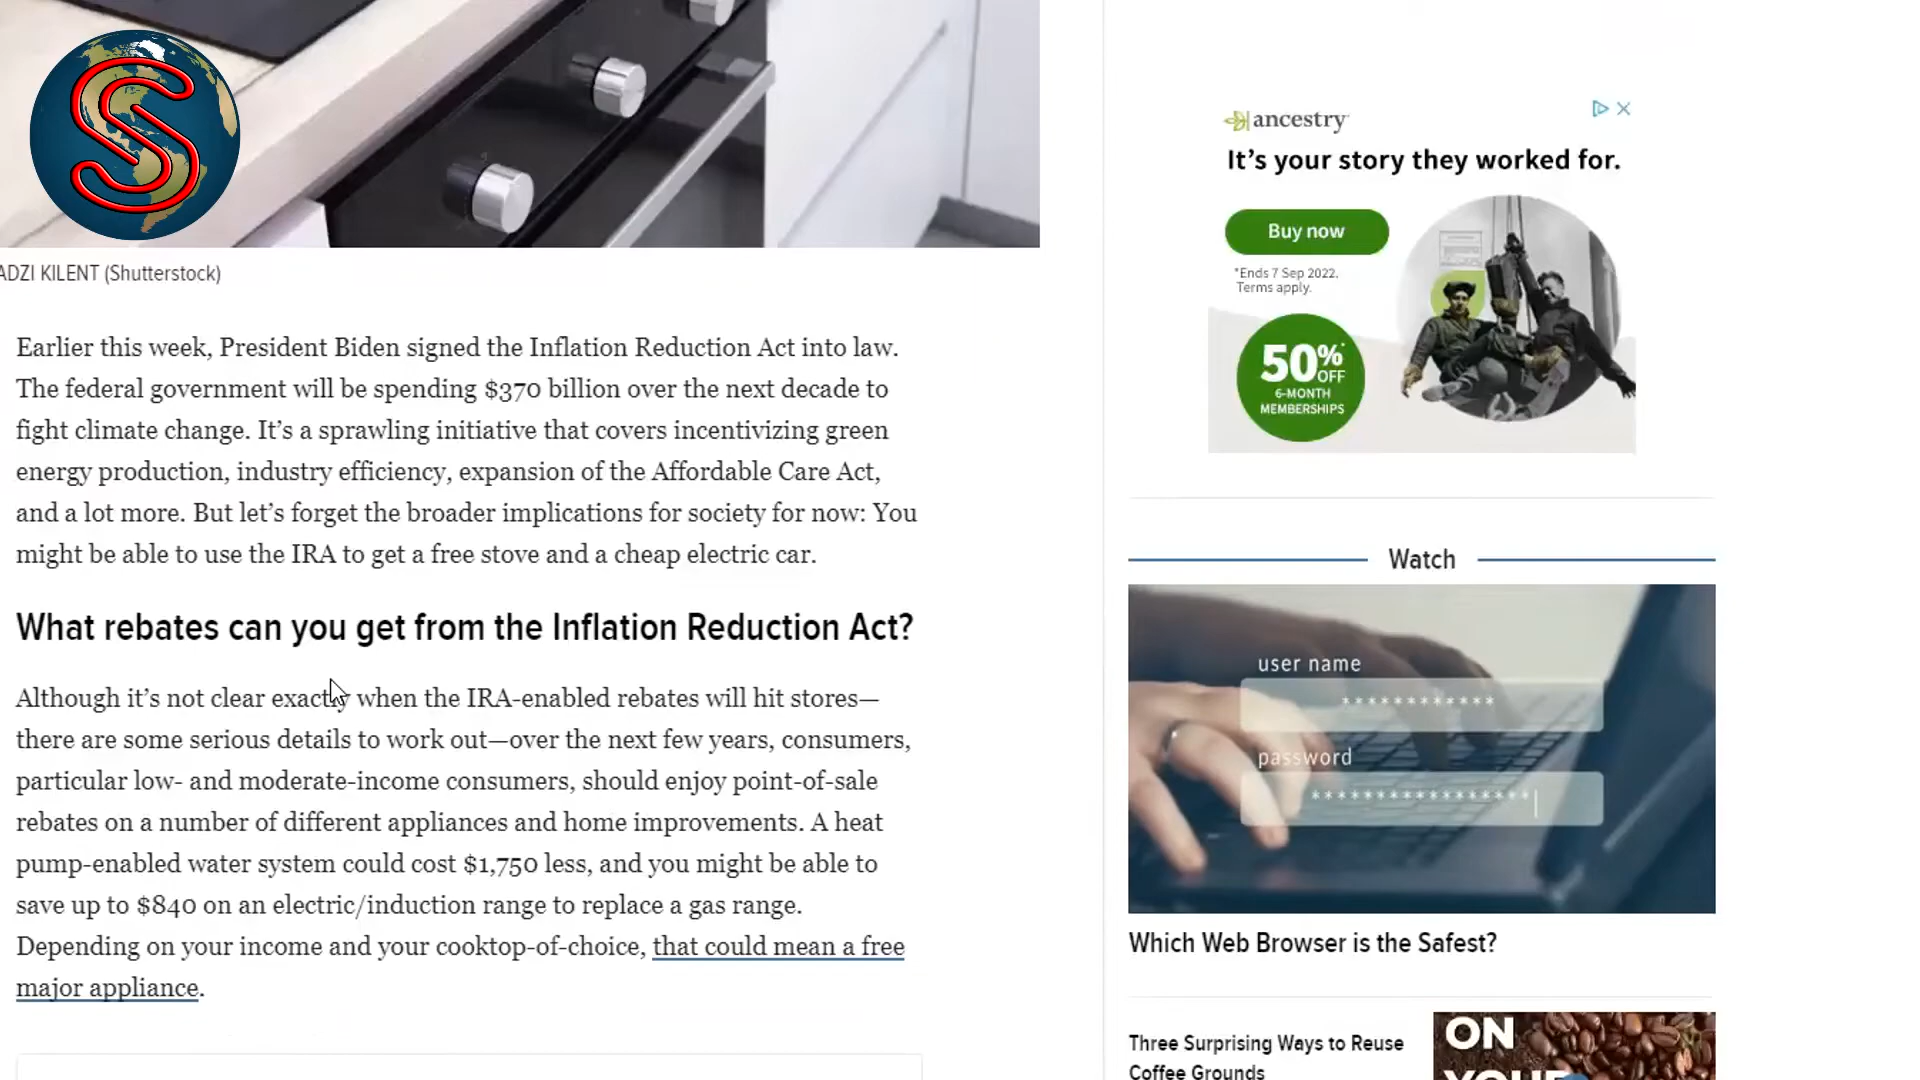 S
ADZI KILENT (Shutterstock)
Earlier this week, President Biden signed the Inflation Reduction Act into law.
The federal government will be spending $370 billion over the next decade to
fight climate change. It’s a sprawling initiative that covers incentivizing green
energy production, industry efficiency, expansion of the Affordable Care Act,
and a lot more. But let’s forget the broader implications for society for now: You
might be able to use the IRA to get a free stove and a cheap electric car.
What rebates can you get from the Inflation Reduction Act?
Although it’s not clear exactly when the IRA-enabled rebates will hit stores—
there are some serious details to work out—over the next few years, consumers,
particular low- and moderate-income consumers, should enjoy point-of-sale
rebates on a number of different appliances and home improvements. A heat
pump-enabled water system could cost $1,750 less, and you might be able to
save up to $840 on an electric/induction range to replace a gas range.
Depending on your income and your cooktop-of-choice, that could mean a free
major appliance.
ancestry
It’s your story they worked for.
Buy now
*Ends 7 Sep 2022.
Terms apply.
50%*
OFF
6-MONTH
MEMBERSHIPS
Watch
user name
************
password
*****************
Which Web Browser is the Safest?
Three Surprising Ways to Reuse
Coffee Grounds
ON
YOUR